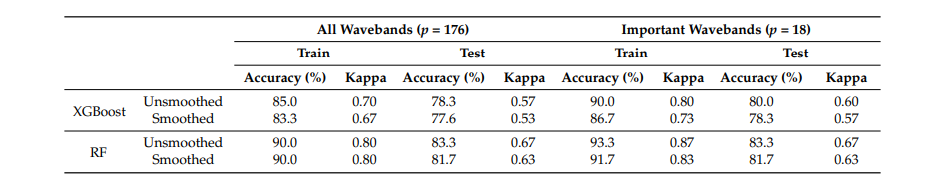 All Wavebands (p = 176) Important Wavebands (p = 18)
Train Test Train Test
Accuracy (%) Kappa Accuracy (%) Kappa Accuracy (%) Kappa Accuracy (%) Kappa
XGBoost
Unsmoothed 85.0 0.70 78.3 0.57 90.0 0.80 80.0 0.60
Smoothed 83.3 0.67 77.6 0.53 86.7 0.73 78.3 0.57
RF
Unsmoothed 90.0 0.80 83.3 0.67 93.3 0.87 83.3 0.67
Smoothed 90.0 0.80 81.7 0.63 91.7 0.83 81.7 0.63